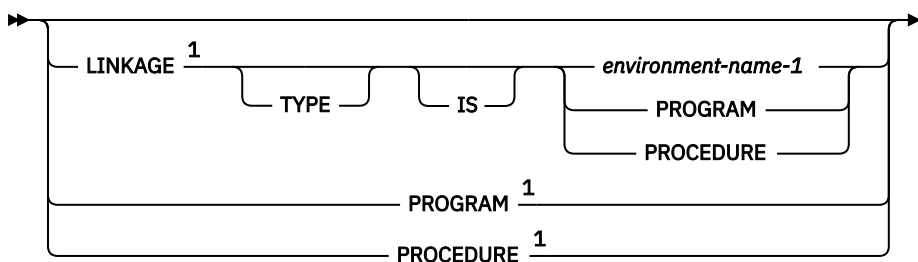 LINKAGE 1 environment-name-1
TYPE IS PROGRAM
PROCEDURE
PROGRAM 1
PROCEDURE 1